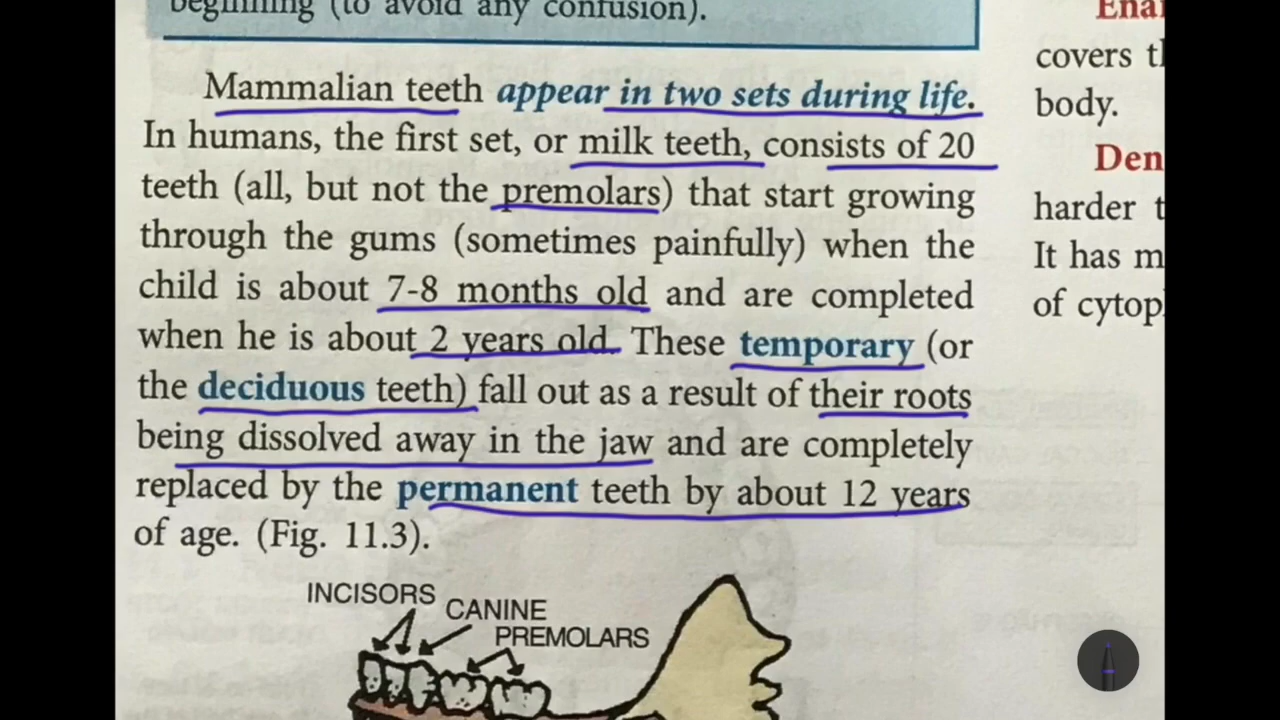 beginning (to avoid any confusion).
Mammalian teeth appear in two sets during life.
In humans, the first set, or milk teeth, consists of 20
teeth (all, but not the premolars) that start growing
through the gums (sometimes painfully) when the
child is about 7-8 months old and are completed
when he is about 2 years old. These temporary (or
the deciduous teeth) fall out as a result of their roots
being dissolved away in the jaw and are completely
replaced by the permanent teeth by about 12 years
of age. (Fig. 11.3).
INCISORS
CANINE
PREMOLARS
covers
body.
harder
It has
of